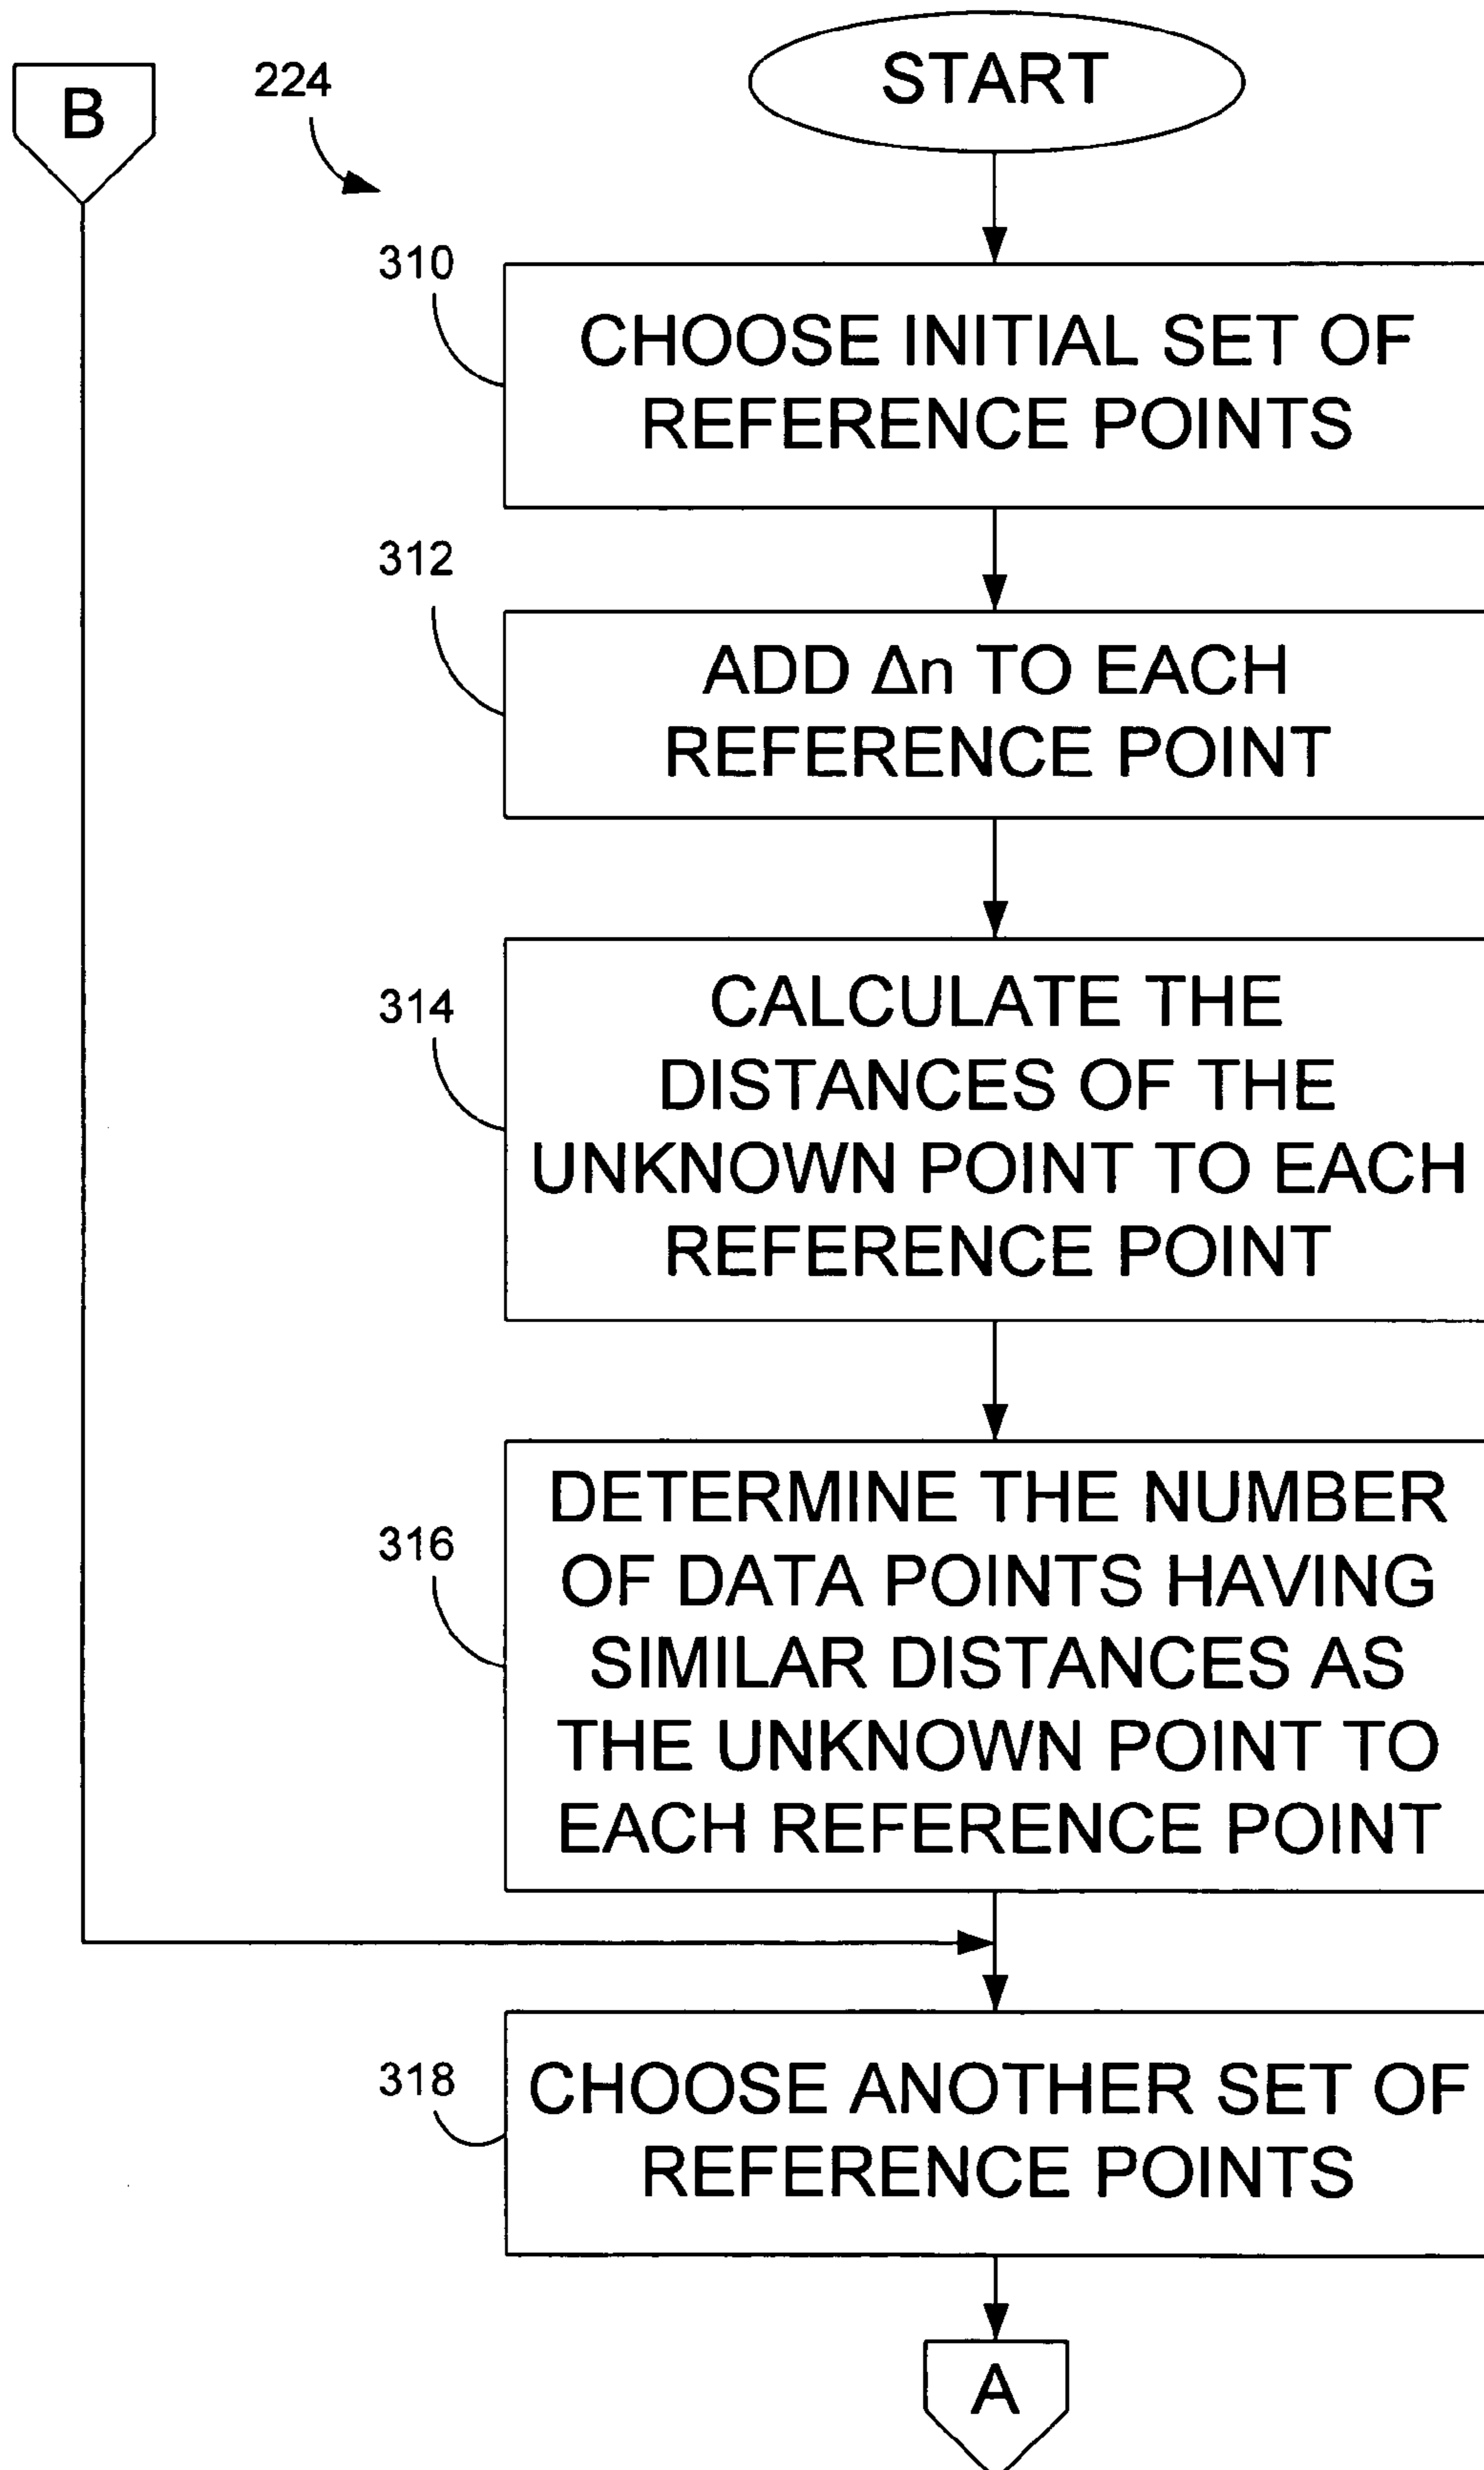 B
224
START
310
CHOOSE INITIAL SET OF
REFERENCE POINTS
312
ADD Δn TO EACH
REFERENCE POINT
314
CALCULATE THE
DISTANCES OF THE
UNKNOWN POINT TO EACH
REFERENCE POINT
316
DETERMINE THE NUMBER
OF DATA POINTS HAVING
SIMILAR DISTANCES AS
THE UNKNOWN POINT TO
EACH REFERENCE POINT
318
CHOOSE ANOTHER SET OF
REFERENCE POINTS
A